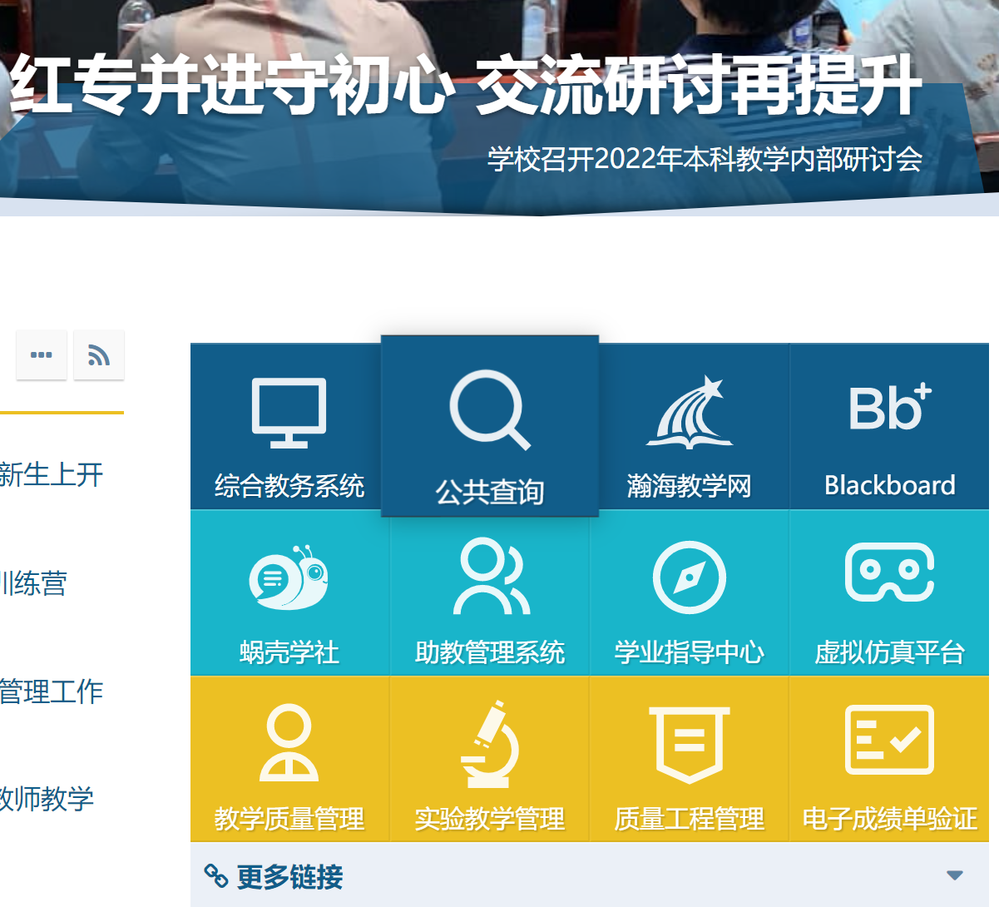 红专并进守初心 交流研讨再提升
学校召开2022年本科教学内部研讨会
新生上开
训练营
管理工作
教师教学
综合教务系统
公共查询
瀚海教学网
Bb+
Blackboard
蜗壳学社
助教管理系统
学业指导中心
虚拟仿真平台
教学质量管理
实验教学管理
质量工程管理
电子成绩单验证
更多链接